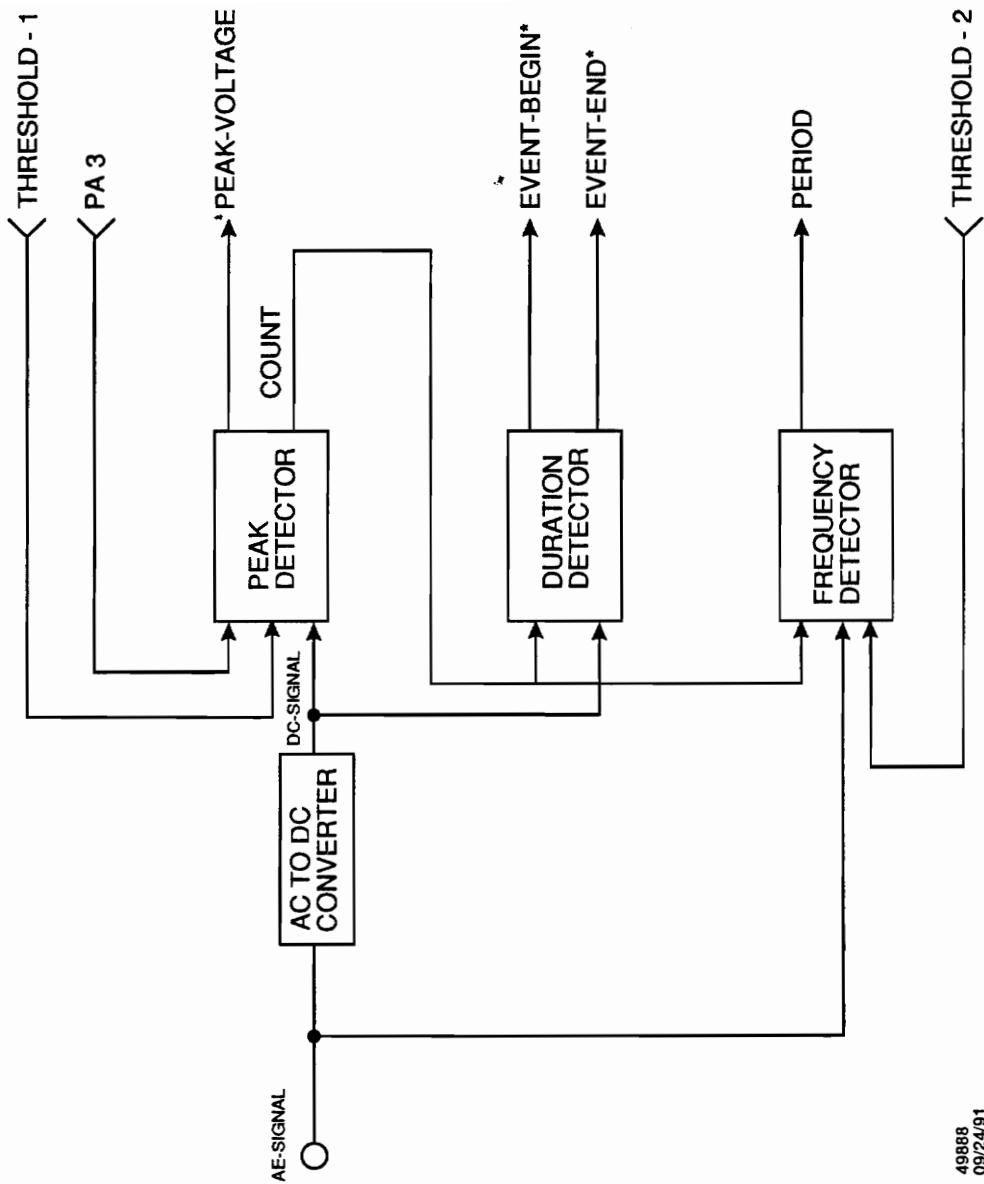 THRESHOLD - 1
PA 3
PEAK-VOLTAGE
COUNT
PEAK
DETECTOR
DC-SIGNAL
AC TO DC
CONVERTER
AE-SIGNAL
EVENT-BEGIN*
EVENT-END*
DURATION
DETECTOR
PERIOD
FREQUENCY
DETECTOR
THRESHOLD - 2
49888
09/24/91